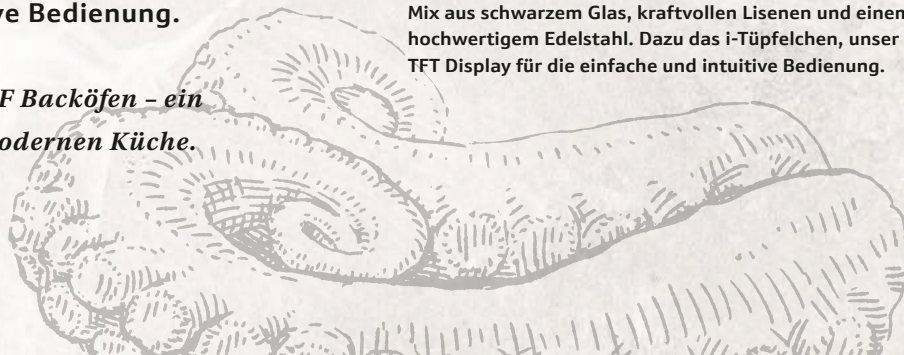 ve Bedienung.
F Backöfen – ein
odernen Küche.
Mix aus schwarzem Glas, kraftvollen Lisenen und einem
hochwertigem Edelstahl. Dazu das i-Tüpfelchen, unser
TFT Display für die einfache und intuitive Bedienung.